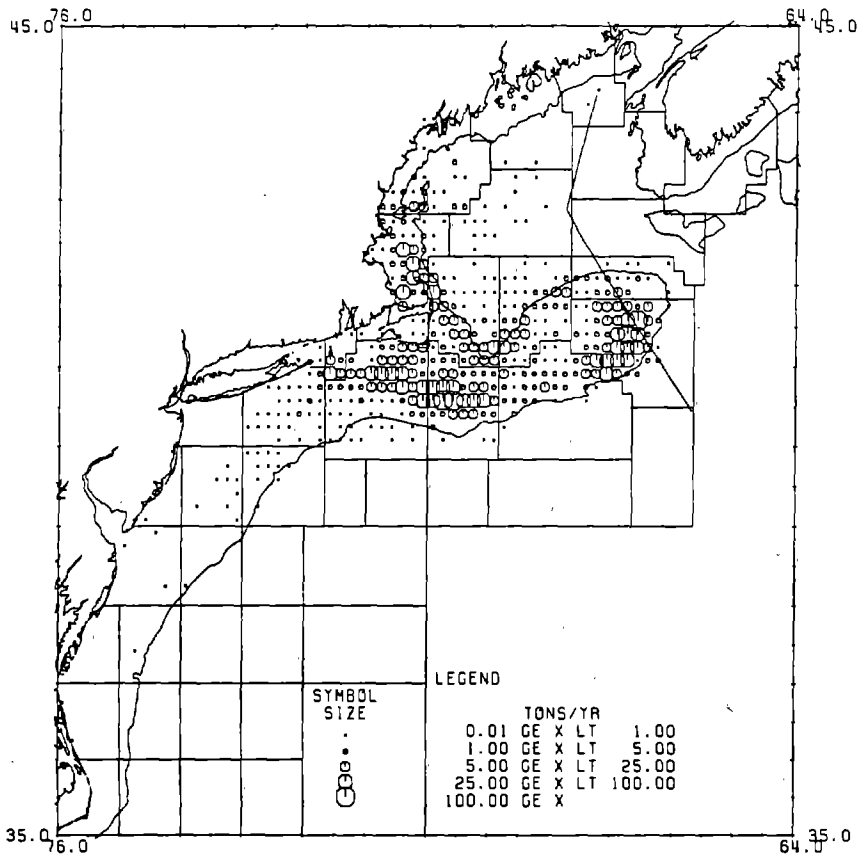 76.0 64.0
45.0 45.0
LEGEND
SYMBOL
SIZE
TONS/YR
0.01 GE X LT 1.00
1.00 GE X LT 5.00
5.00 GE X LT 25.00
25.00 GE X LT 100.00
100.00 GE X
35.0 35.0
76.0 64.0